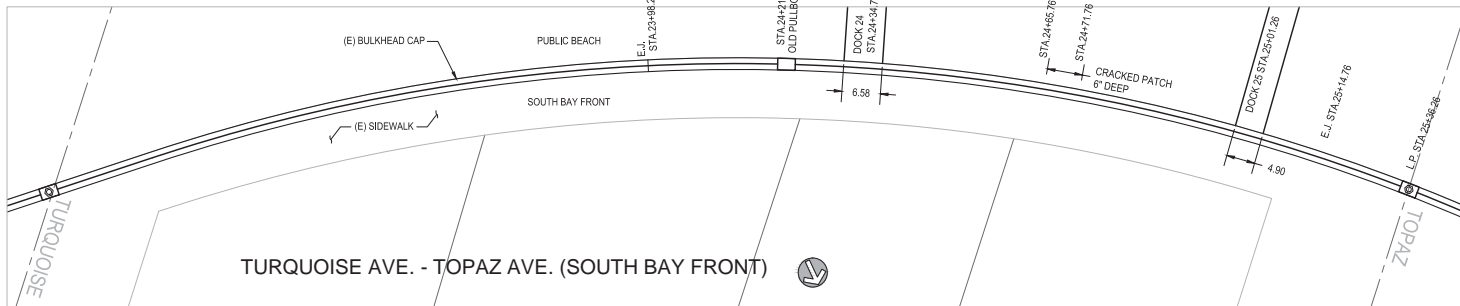 (E) BULKHEAD CAP
PUBLIC BEACH
E.J.
STA.23+98.2
STA.24+21
OLD PULLBO
DOCK 24
STA.24+34.7
STA.24+65.76
STA.24+71.76
CRACKED PATCH
6" DEEP
DOCK 25 STA.25+01.26
E.J. STA.25+14.76
L.P. STA.25+36.26
6.58
SOUTH BAY FRONT
(E) SIDEWALK
4.90
TURQUOISE
TOPAZ
TURQUOISE AVE. - TOPAZ AVE. (SOUTH BAY FRONT)